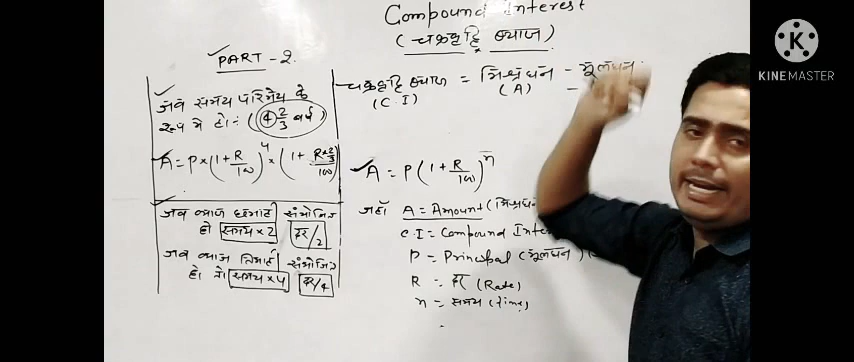 Compound Interest
(चक्रवृद्धि ब्याज)
PART-2
जब समय परिमेय के
रूप में हो:- (4 2/3 वर्ष)
A = P × (1 + R/100)^4 × (1 + R×2/3/100)
जब ब्याज छमाही संयोजित
हो समय × 2 दर/2
जब ब्याज तिमाही संयोजित
हो तो समय × 4 दर/4
चक्रवृद्धि ब्याज = मिश्रधन - मूलधन
(C.I) (A) -
A = P(1 + R/100)^n
जहाँ A = Amount (मिश्रधन
C.I = Compound Inte
P = Principal (मूलधन)
R = दर (Rate)
n = समय (time)
K
KINEMASTER